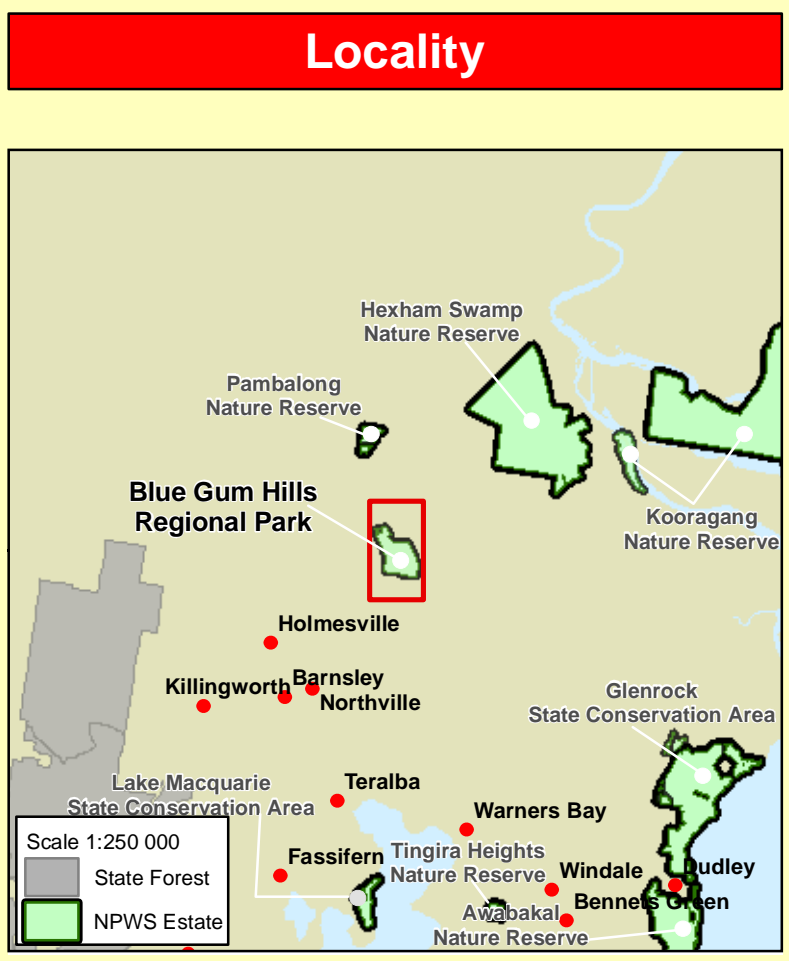 Locality
Hexham Swamp
Nature Reserve
Pambalong
Nature Reserve
Blue Gum Hills
Regional Park
Kooragang
Nature Reserve
Holmesville
Barnsley
Killingworth
Northville
Glenrock
State Conservation Area
Lake Macquarie
State Conservation Area
Teralba
Warners Bay
Scale 1:250 000
State Forest
NPWS Estate
Fassifern
Tingira Heights
Nature Reserve
Windale
Dudley
Bennets Green
Awabakal
Nature Reserve